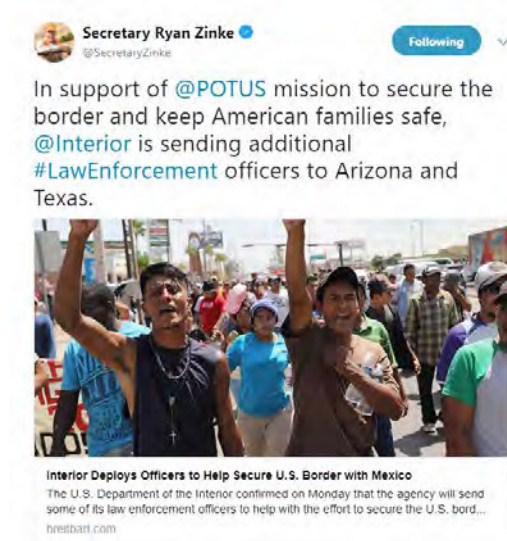 Secretary Ryan Zinke
@SecretaryZinke
Following
In support of @POTUS mission to secure the
border and keep American families safe,
@Interior is sending additional
#LawEnforcement officers to Arizona and
Texas.
Interior Deploys Officers to Help Secure U.S. Border with Mexico
The U.S. Department of the Interior confirmed on Monday that the agency will send
some of its law enforcement officers to help with the effort to secure the U.S. bord...
breitbart.com